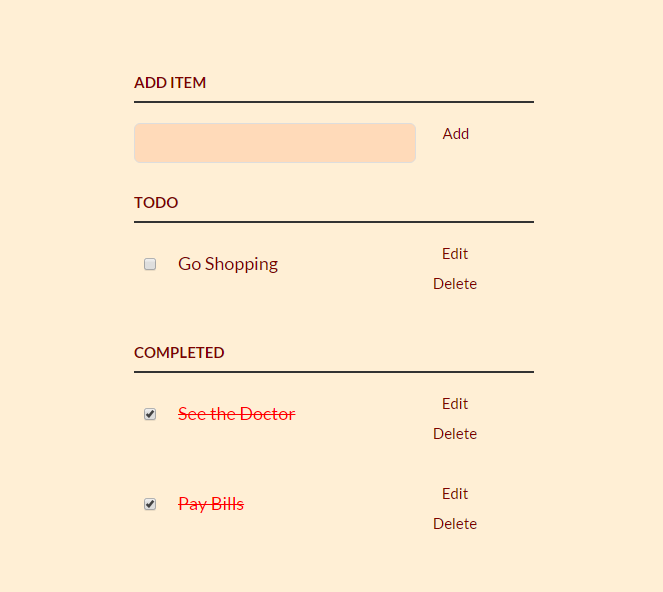 ADD ITEM
Add
TODO
Go Shopping
Edit
Delete
COMPLETED
See the Doctor
Edit
Delete
Pay Bills
Edit
Delete